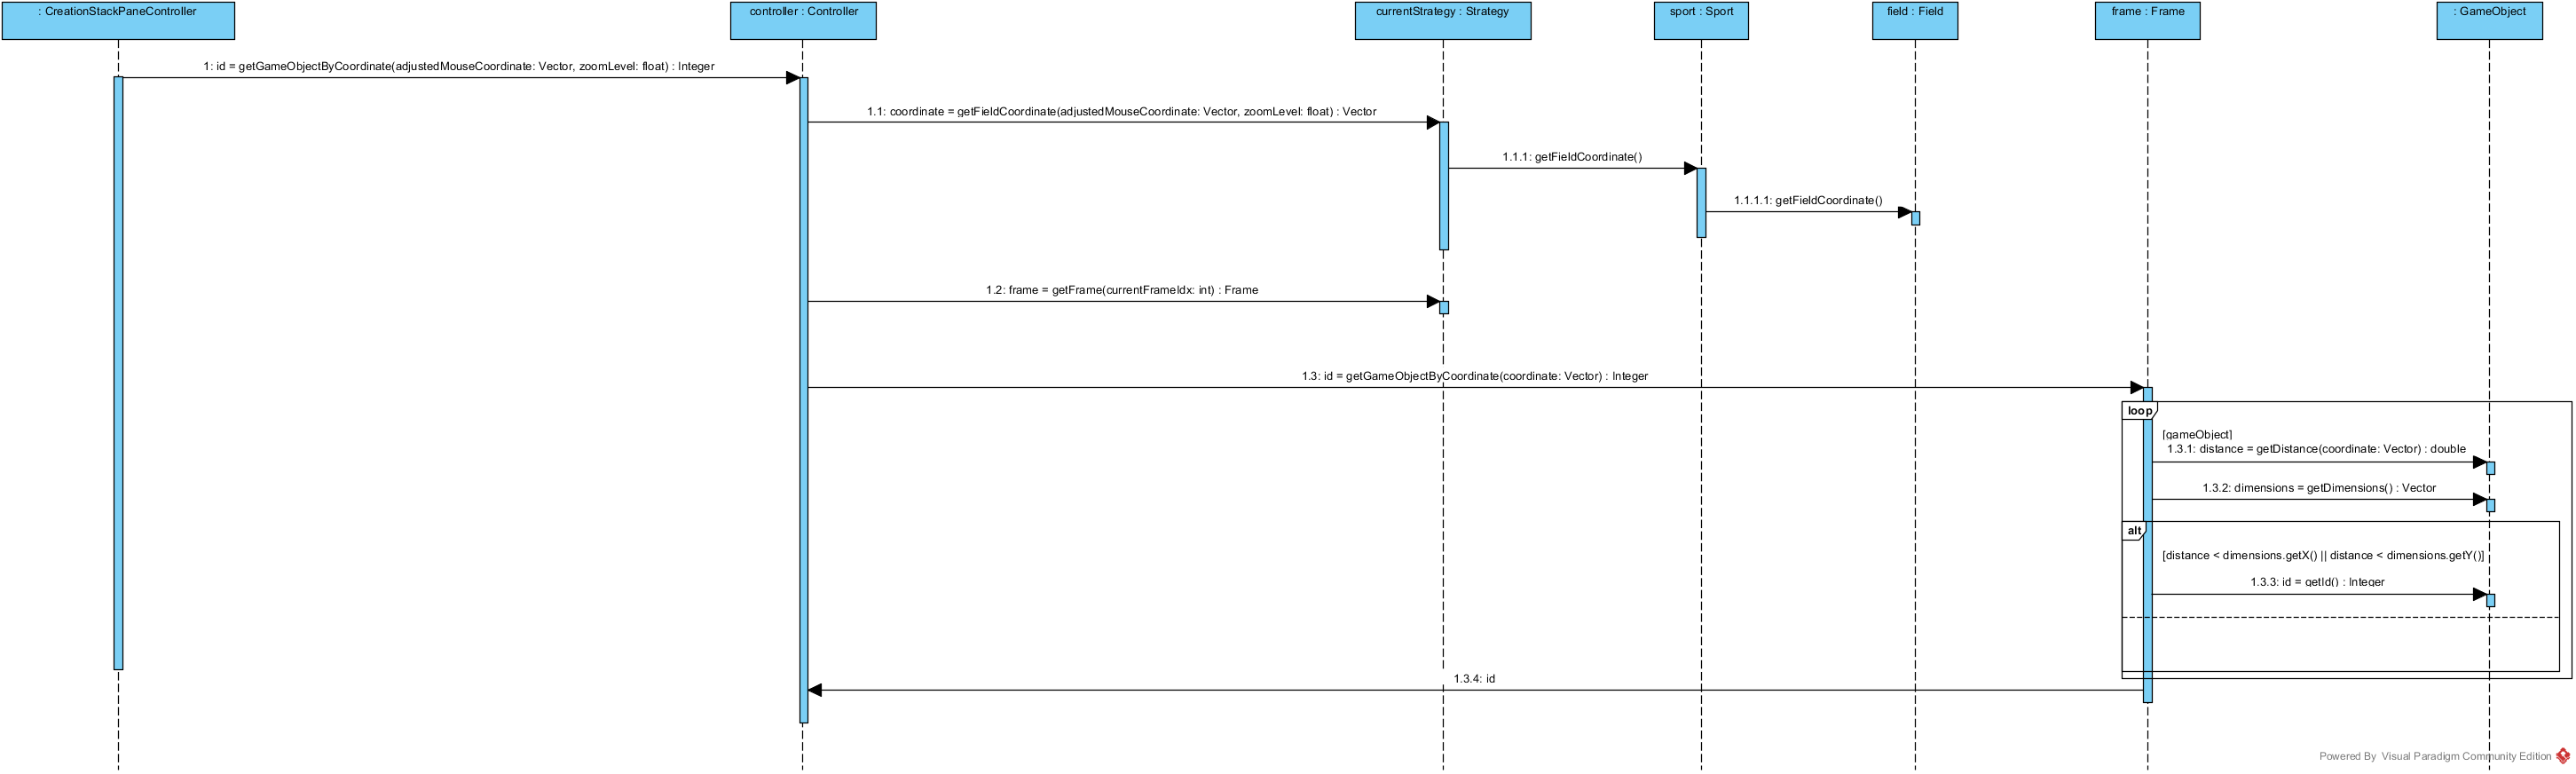 : CreationStackPaneController
controller : Controller
currentStrategy : Strategy
sport : Sport
field : Field
frame : Frame
: GameObject
1: id = getGameObjectByCoordinate(adjustedMouseCoordinate: Vector, zoomLevel: float) : Integer
1.1: coordinate = getFieldCoordinate(adjustedMouseCoordinate: Vector, zoomLevel: float) : Vector
1.1.1: getFieldCoordinate()
1.1.1.1: getFieldCoordinate()
1.2: frame = getFrame(currentFrameIdx: int) : Frame
1.3: id = getGameObjectByCoordinate(coordinate: Vector) : Integer
loop
[gameObject]
1.3.1: distance = getDistance(coordinate: Vector) : double
1.3.2: dimensions = getDimensions() : Vector
alt
[distance < dimensions.getX() || distance < dimensions.getY()]
1.3.3: id = getId() : Integer
1.3.4: id
Powered By Visual Paradigm Community Edition